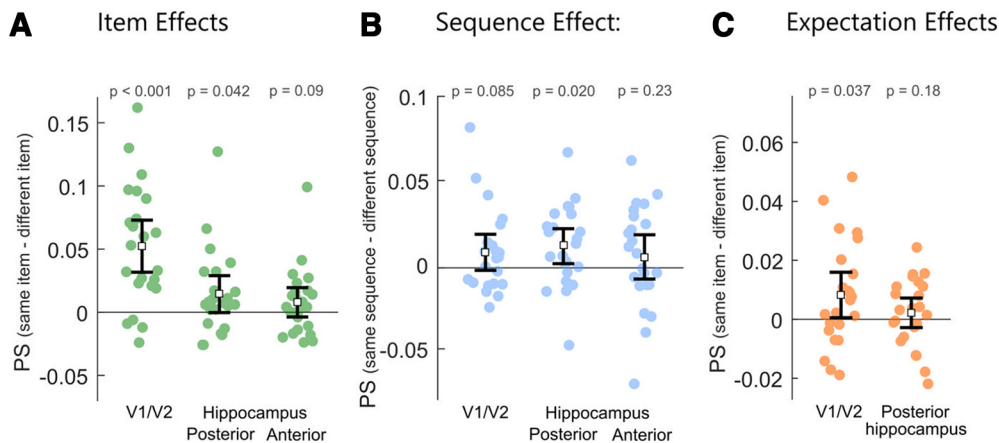 A Item Effects
p < 0.001 p = 0.042 p = 0.09
PS (same item - different item)
0.15
0.1
0.05
0
-0.05
V1/V2 Hippocampus
Posterior Anterior
B Sequence Effect:
p = 0.085 p = 0.020 p = 0.23
PS (same sequence - different sequence)
0.1
0.05
0
-0.05
V1/V2 Hippocampus
Posterior Anterior
C Expectation Effects
p = 0.037 p = 0.18
PS (same item - different item)
0.06
0.04
0.02
0
-0.02
V1/V2 Posterior
hippocampus